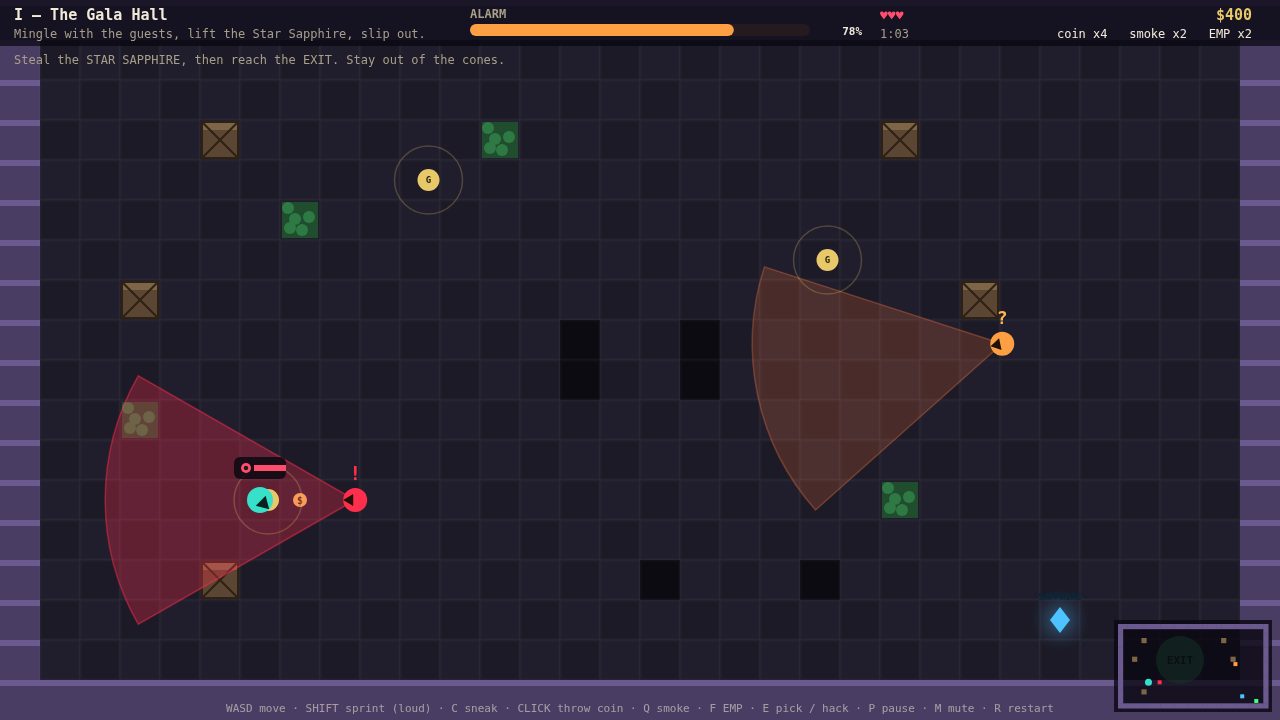 I — The Gala Hall
Mingle with the guests, lift the Star Sapphire, slip out.
ALARM
78%
♥♥♥
1:03
$400
coin x4 smoke x2 EMP x2
Steal the STAR SAPPHIRE, then reach the EXIT. Stay out of the cones.
G
G
?
!
$
EXIT
WASD move · SHIFT sprint (loud) · C sneak · CLICK throw coin · Q smoke · F EMP · E pick / hack · P pause · M mute · R restart